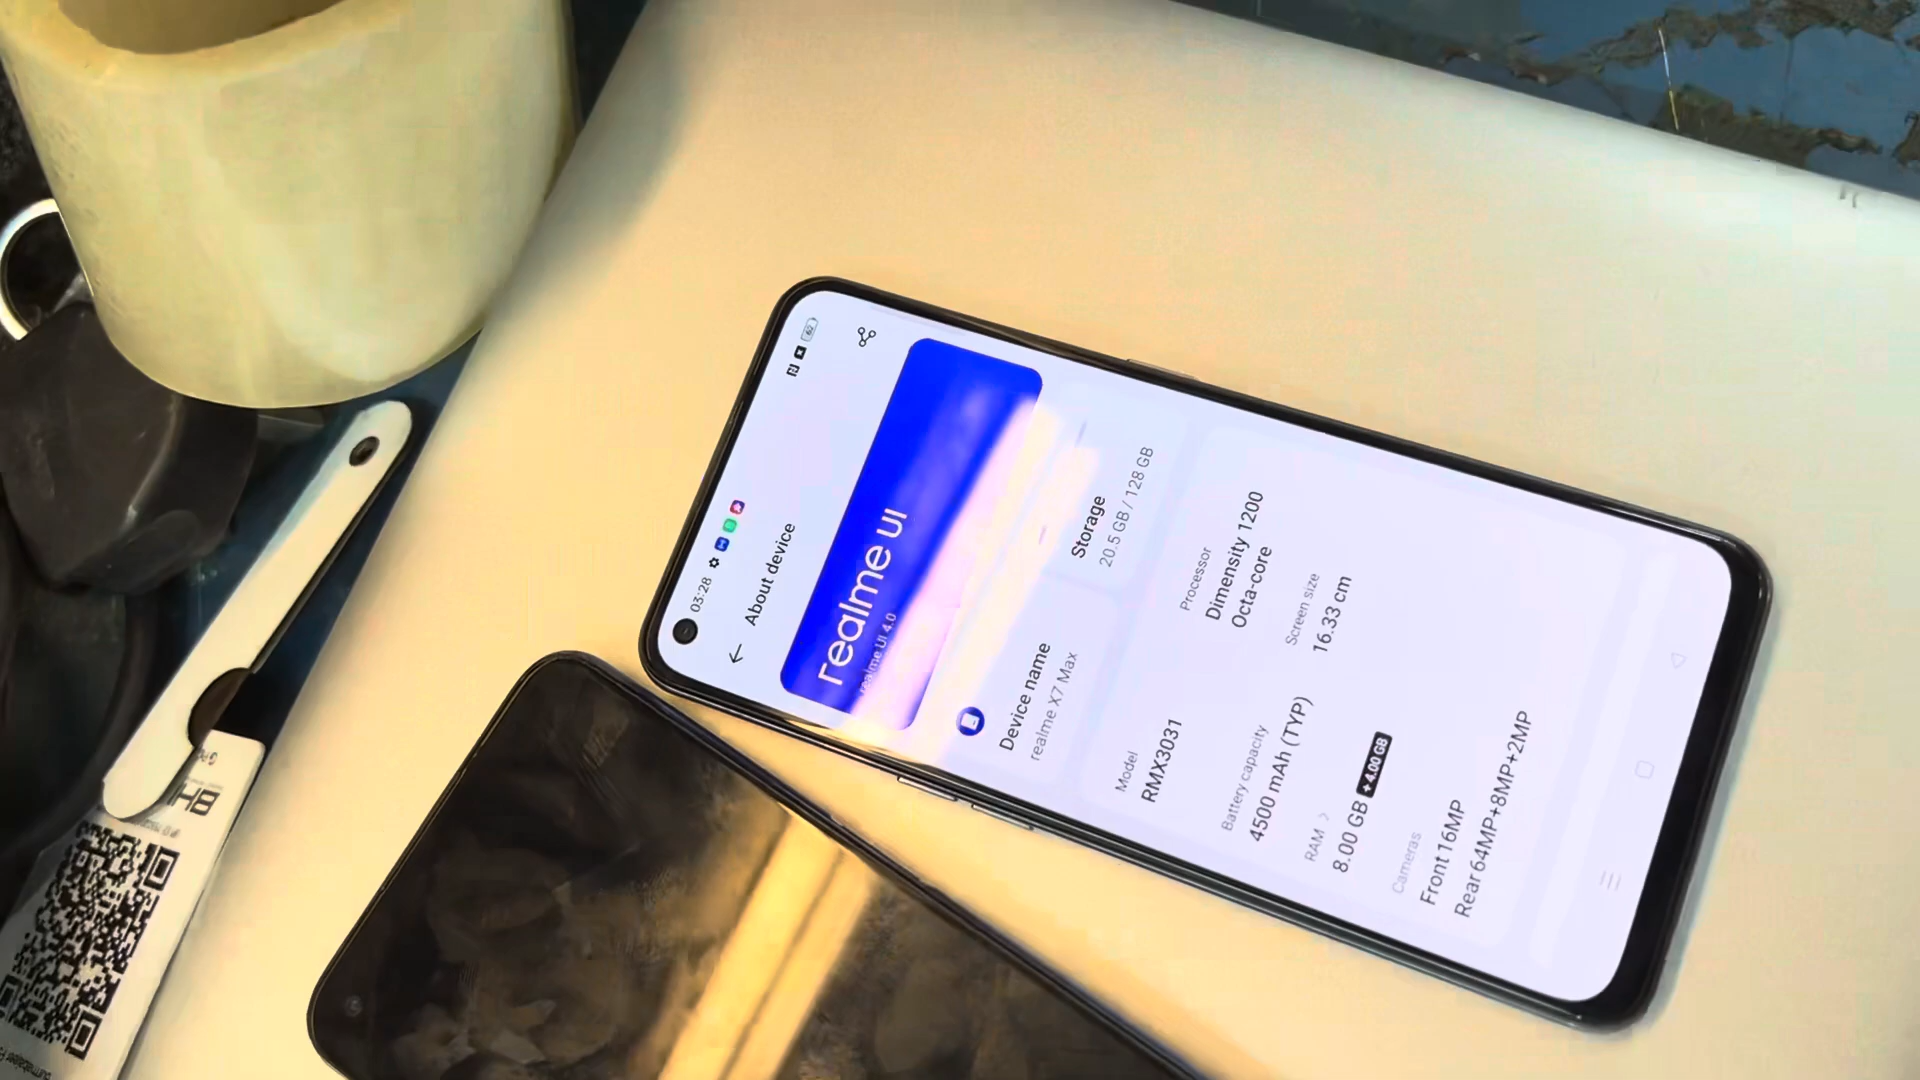 03:28
62
About device
realme UI
realme UI 4.0
Device name
realme X7 Max
Storage
20.5 GB / 128 GB
Model
RMX3031
Processor
Dimensity 1200
Octa-core
Battery capacity
4500 mAh (TYP)
Screen size
16.33 cm
RAM >
8.00 GB + 4.00 GB
Cameras
Front 16MP
Rear 64MP+8MP+2MP